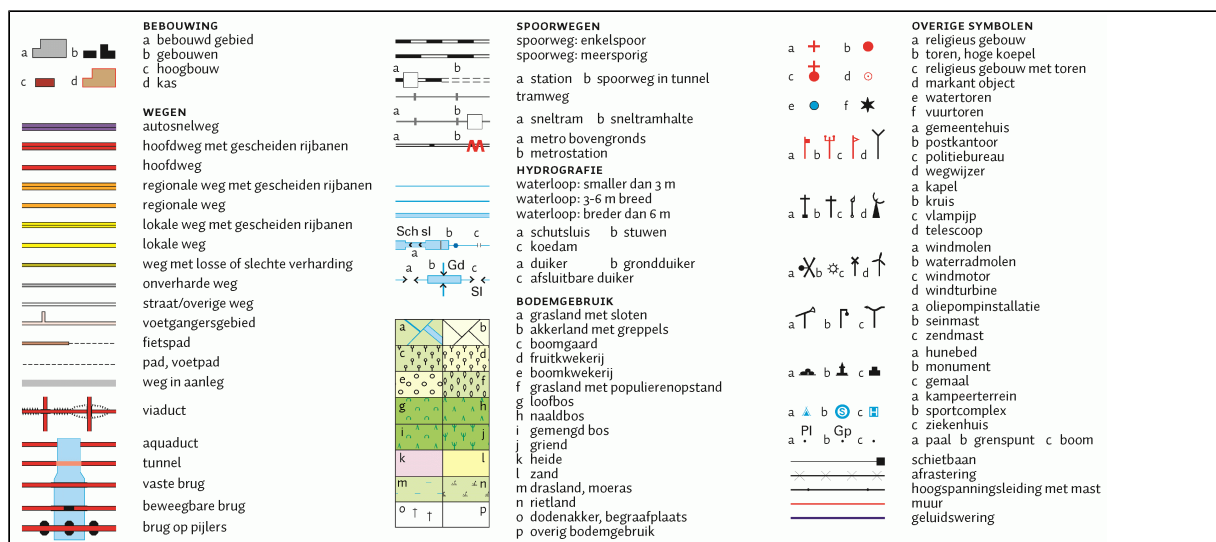 BEBOUWING
a b
a bebouwd gebied
b gebouwen
c d
c hoogbouw
d kas
WEGEN
autosnelweg
hoofdweg met gescheiden rijbanen
hoofdweg
regionale weg met gescheiden rijbanen
regionale weg
lokale weg met gescheiden rijbanen
lokale weg
weg met losse of slechte verharding
onverharde weg
straat/overige weg
voetgangersgebied
fietspad
pad, voetpad
weg in aanleg
viaduct
aquaduct
tunnel
vaste brug
beweegbare brug
brug op pijlers
SPOORWEGEN
spoorweg: enkelspoor
spoorweg: meersporig
a b
a station b spoorweg in tunnel
tramweg
a b
a sneltram b sneltramhalte
a b
a metro bovengronds
b metrostation
HYDROGRAFIE
waterloop: smaller dan 3 m
waterloop: 3-6 m breed
waterloop: breder dan 6 m
Sch sl b c
a
a schutsluis b stuwen
c koedam
a b Gd c
Sl
a duiker b grondduiker
c afsluitbare duiker
BODEMGEBRUIK
a b
c d
e f
g h
i j
k l
m n
o p
a grasland met sloten
b akkerland met greppels
c boomgaard
d fruitkwekerij
e boomkwekerij
f grasland met populierenopstand
g loofbos
h naaldbos
i gemengd bos
j griend
k heide
l zand
m drasland, moeras
n rietland
o dodenakker, begraafplaats
p overig bodemgebruik
OVERIGE SYMBOLEN
a b
c d
e f
a religieus gebouw
b toren, hoge koepel
c religieus gebouw met toren
d markant object
e watertoren
f vuurtoren
a b c d
a gemeentehuis
b postkantoor
c politiebureau
d wegwijzer
a b c d
a kapel
b kruis
c vlampijp
d telescoop
a b c d
a windmolen
b waterradmolen
c windmotor
d windturbine
a b c
a oliepompinstallatie
b seinmast
c zendmast
a b c
a hunebed
b monument
c gemaal
a b S c H
a kampeerterrein
b sportcomplex
c ziekenhuis
Pl Gp
a b c
a paal b grenspunt c boom
schietbaan
afrastering
hoogspanningsleiding met mast
muur
geluidswering